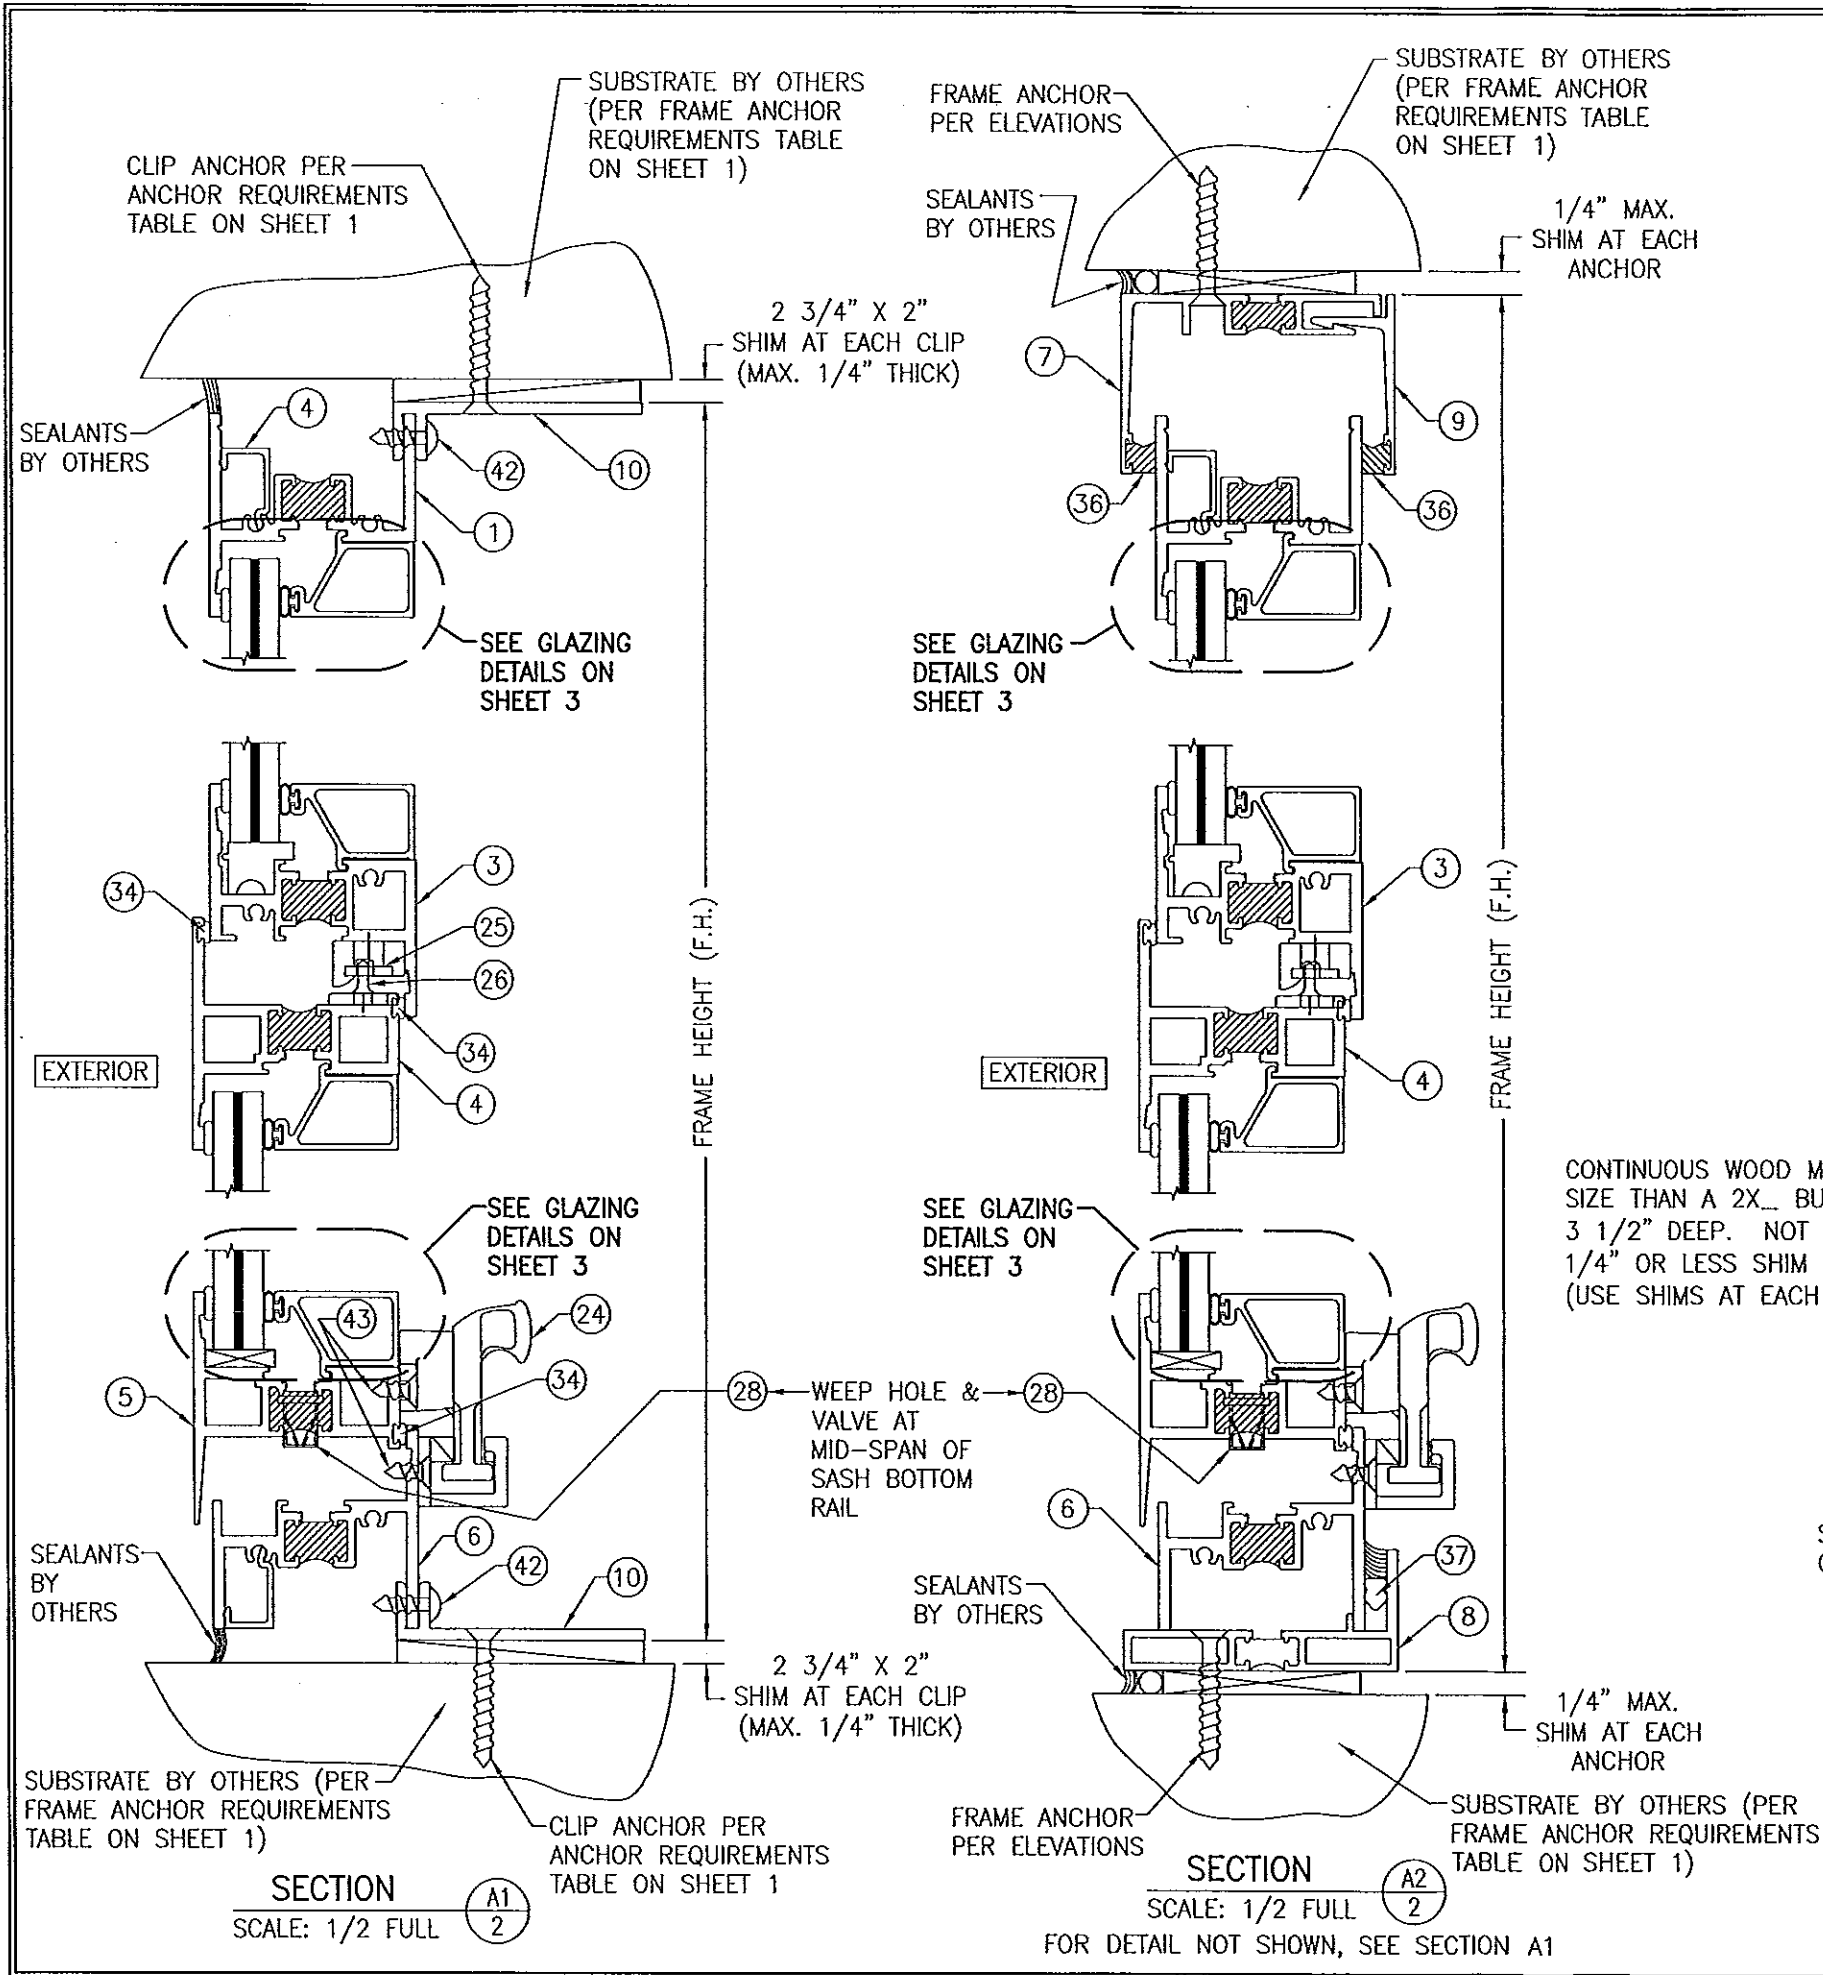 SUBSTRATE BY OTHERS
(PER FRAME ANCHOR
REQUIREMENTS TABLE
ON SHEET 1)
CLIP ANCHOR PER
ANCHOR REQUIREMENTS
TABLE ON SHEET 1
2 3/4" X 2"
SHIM AT EACH CLIP
(MAX. 1/4" THICK)
SEALANTS
BY OTHERS
4
42
10
1
SEE GLAZING
DETAILS ON
SHEET 3
34
3
25
26
34
4
EXTERIOR
FRAME HEIGHT (F.H.)
SEE GLAZING
DETAILS ON
SHEET 3
43
24
34
5
28
WEEP HOLE &
VALVE AT
MID-SPAN OF
SASH BOTTOM
RAIL
28
6
42
10
SEALANTS
BY
OTHERS
2 3/4" X 2"
SHIM AT EACH CLIP
(MAX. 1/4" THICK)
SUBSTRATE BY OTHERS (PER
FRAME ANCHOR REQUIREMENTS
TABLE ON SHEET 1)
CLIP ANCHOR PER
ANCHOR REQUIREMENTS
TABLE ON SHEET 1
SECTION
A1
2
SCALE: 1/2 FULL
FRAME ANCHOR
PER ELEVATIONS
SUBSTRATE BY OTHERS
(PER FRAME ANCHOR
REQUIREMENTS TABLE
ON SHEET 1)
SEALANTS
BY OTHERS
1/4" MAX.
SHIM AT EACH
ANCHOR
7
9
36
36
SEE GLAZING
DETAILS ON
SHEET 3
3
EXTERIOR
4
FRAME HEIGHT (F.H.)
SEE GLAZING
DETAILS ON
SHEET 3
6
37
8
SEALANTS
BY OTHERS
1/4" MAX.
SHIM AT EACH
ANCHOR
FRAME ANCHOR
PER ELEVATIONS
SUBSTRATE BY OTHERS (PER
FRAME ANCHOR REQUIREMENTS
TABLE ON SHEET 1)
SECTION
A2
2
SCALE: 1/2 FULL
FOR DETAIL NOT SHOWN, SEE SECTION A1
CONTINUOUS WOOD
SIZE THAN A 2X_
3 1/2" DEEP. NOT
1/4" OR LESS SHIM
(USE SHIMS AT EACH